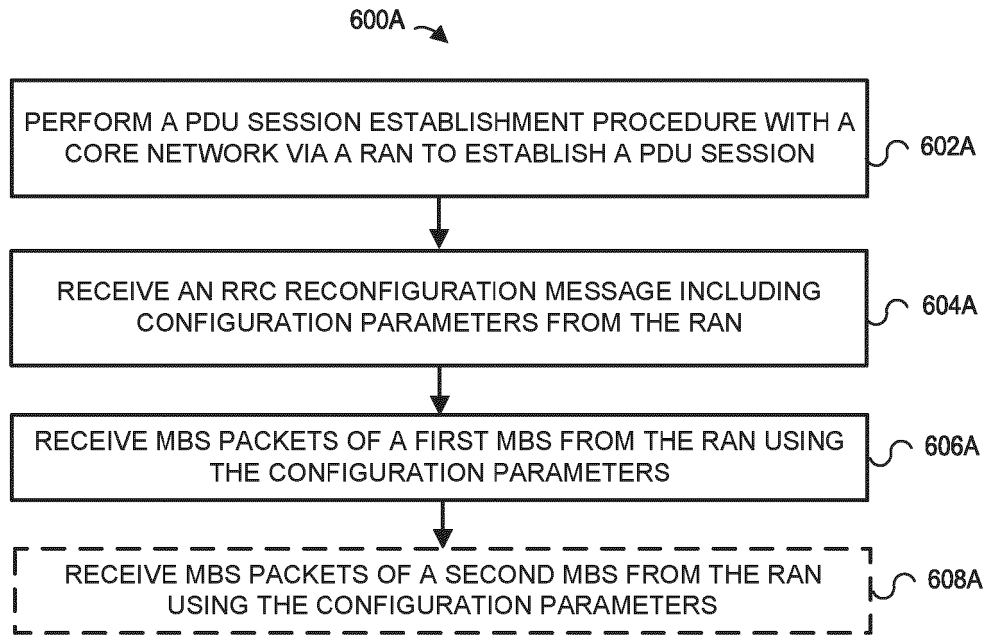 600A
PERFORM A PDU SESSION ESTABLISHMENT PROCEDURE WITH A
CORE NETWORK VIA A RAN TO ESTABLISH A PDU SESSION
602A
RECEIVE AN RRC RECONFIGURATION MESSAGE INCLUDING
CONFIGURATION PARAMETERS FROM THE RAN
604A
RECEIVE MBS PACKETS OF A FIRST MBS FROM THE RAN USING
THE CONFIGURATION PARAMETERS
606A
RECEIVE MBS PACKETS OF A SECOND MBS FROM THE RAN
USING THE CONFIGURATION PARAMETERS
608A